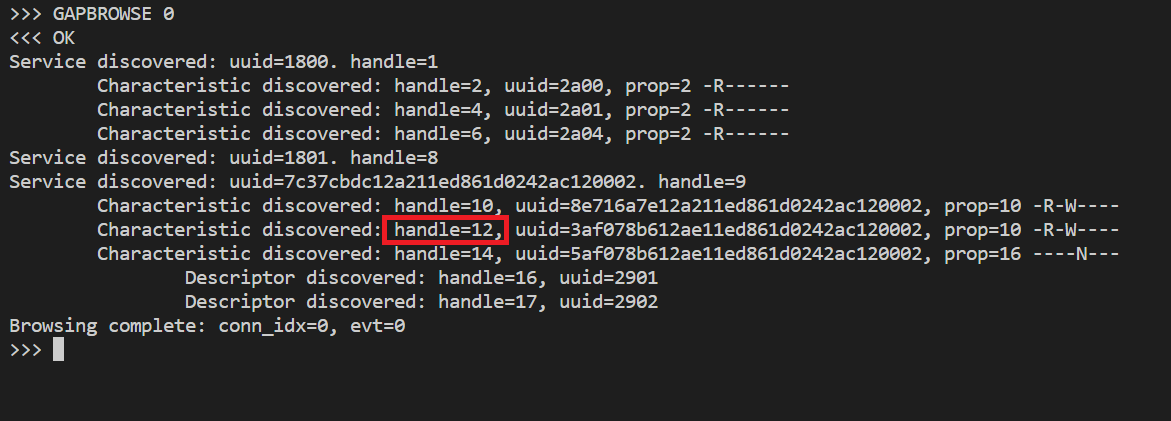 >>> GAPBROWSE 0
<<< OK
Service discovered: uuid=1800. handle=1
        Characteristic discovered: handle=2, uuid=2a00, prop=2 -R------
        Characteristic discovered: handle=4, uuid=2a01, prop=2 -R------
        Characteristic discovered: handle=6, uuid=2a04, prop=2 -R------
Service discovered: uuid=1801. handle=8
Service discovered: uuid=7c37cbdc12a211ed861d0242ac120002. handle=9
        Characteristic discovered: handle=10, uuid=8e716a7e12a211ed861d0242ac120002, prop=10 -R-W----
        Characteristic discovered: handle=12, uuid=3af078b612ae11ed861d0242ac120002, prop=10 -R-W----
        Characteristic discovered: handle=14, uuid=5af078b612ae11ed861d0242ac120002, prop=16 ----N---
                Descriptor discovered: handle=16, uuid=2901
                Descriptor discovered: handle=17, uuid=2902
Browsing complete: conn_idx=0, evt=0
>>>